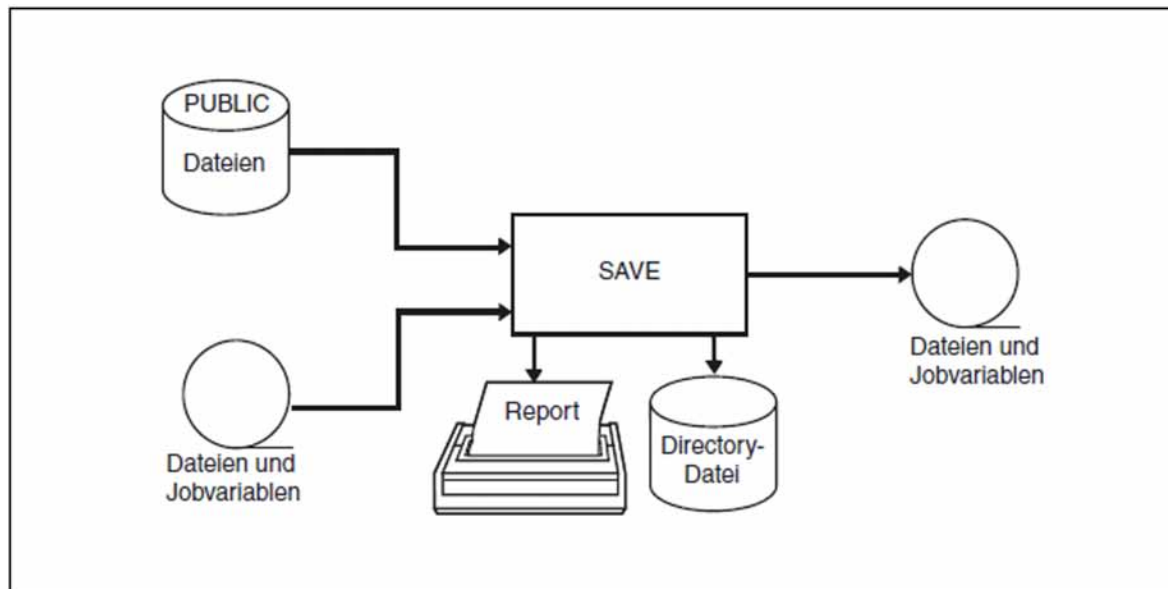 PUBLIC
Dateien
SAVE
Dateien und
Jobvariablen
Report
Directory-
Datei
Dateien und
Jobvariablen